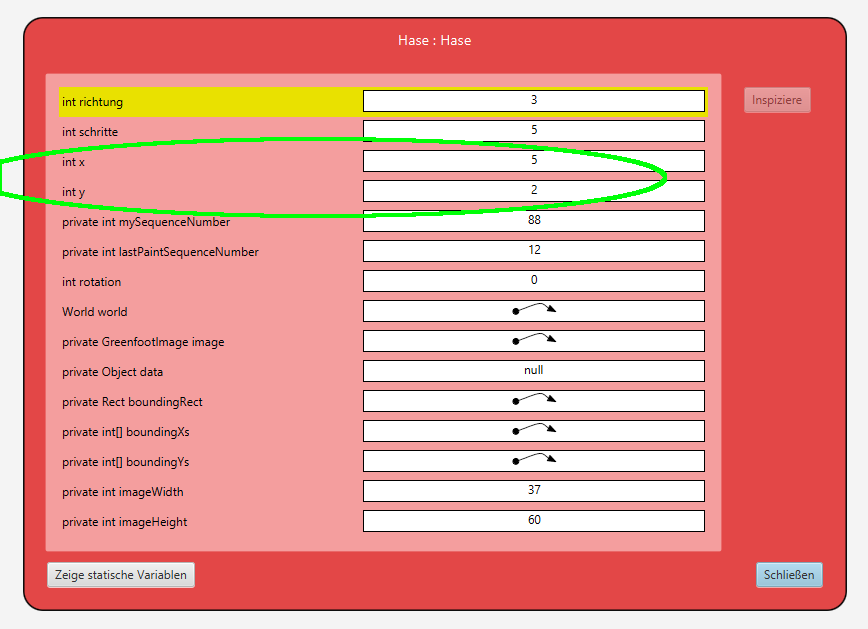 Hase : Hase
int richtung 3
Inspiziere
int schritte 5
int x 5
int y 2
private int mySequenceNumber 88
private int lastPaintSequenceNumber 12
int rotation 0
World world
private GreenfootImage image
private Object data null
private Rect boundingRect
private int[] boundingXs
private int[] boundingYs
private int imageWidth 37
private int imageHeight 60
Zeige statische Variablen
Schließen